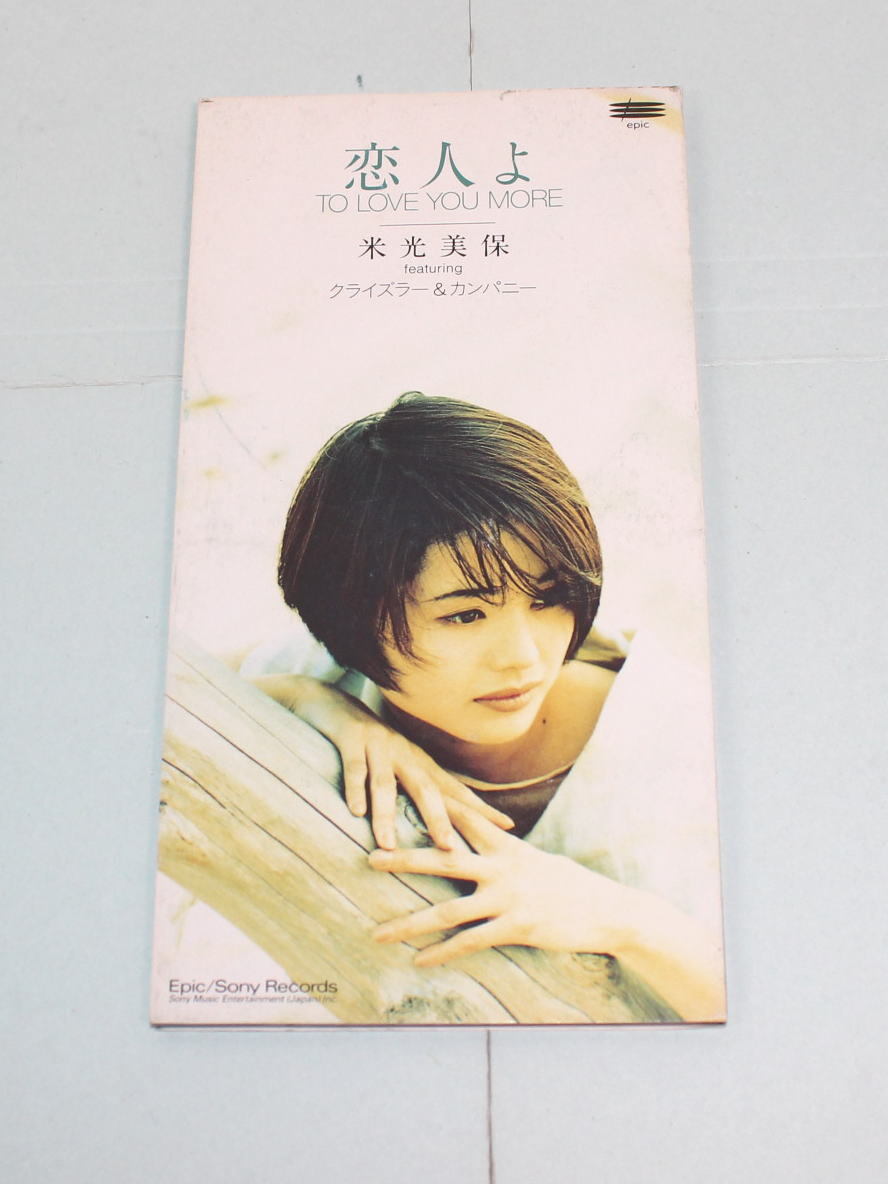 epic
恋人よ
TO LOVE YOU MORE
米光美保
featuring
クライズラー&カンパニー
Epic/Sony Records
Sony Music Entertainment (Japan) Inc.